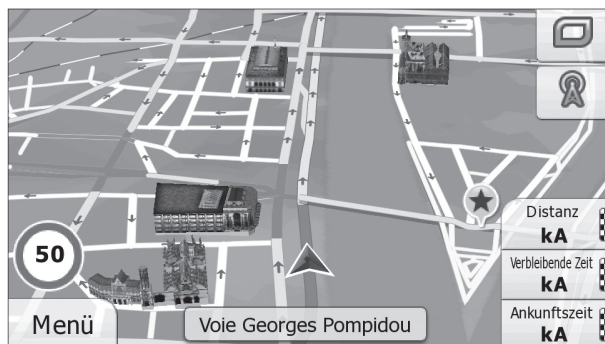 Distanz
kA
50
Verbleibende Zeit
kA
Ankunftszeit
kA
Menü
Voie Georges Pompidou